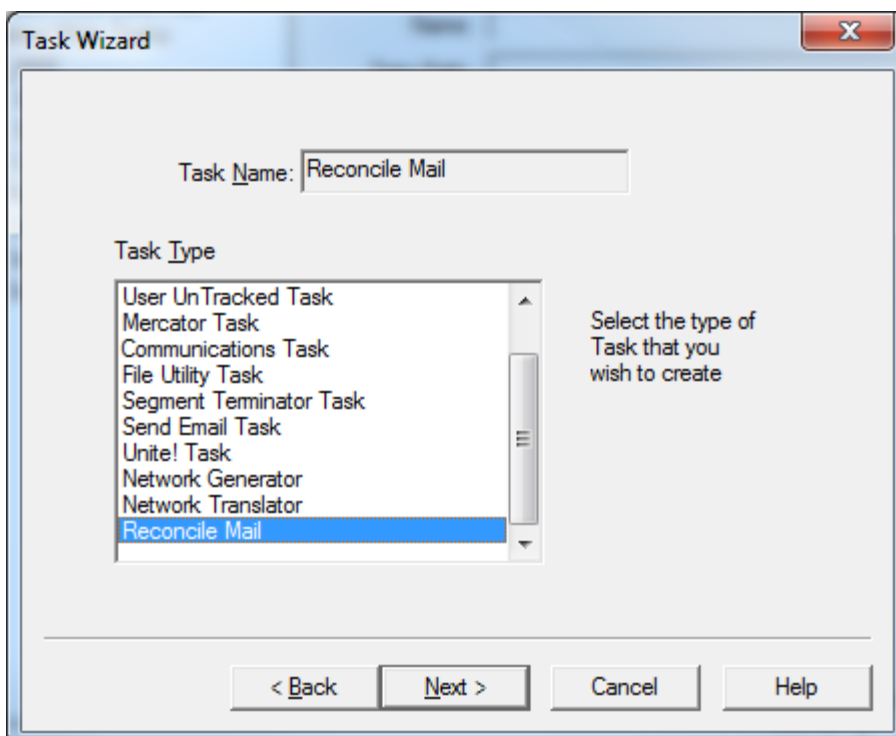 Task Wizard
Task Name: Reconcile Mail
Task Type
User UnTracked Task
Mercator Task
Communications Task
File Utility Task
Segment Terminator Task
Send Email Task
Unite! Task
Network Generator
Network Translator
Reconcile Mail
Select the type of
Task that you
wish to create
< Back
Next >
Cancel
Help